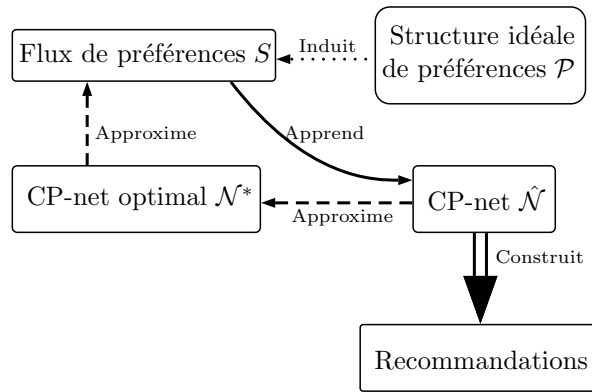 Flux de préférences S
Induit
Structure idéale
de préférences 𝒫
Approxime
Apprend
CP-net optimal 𝒩*
Approxime
CP-net 𝒩̂
Construit
Recommandations